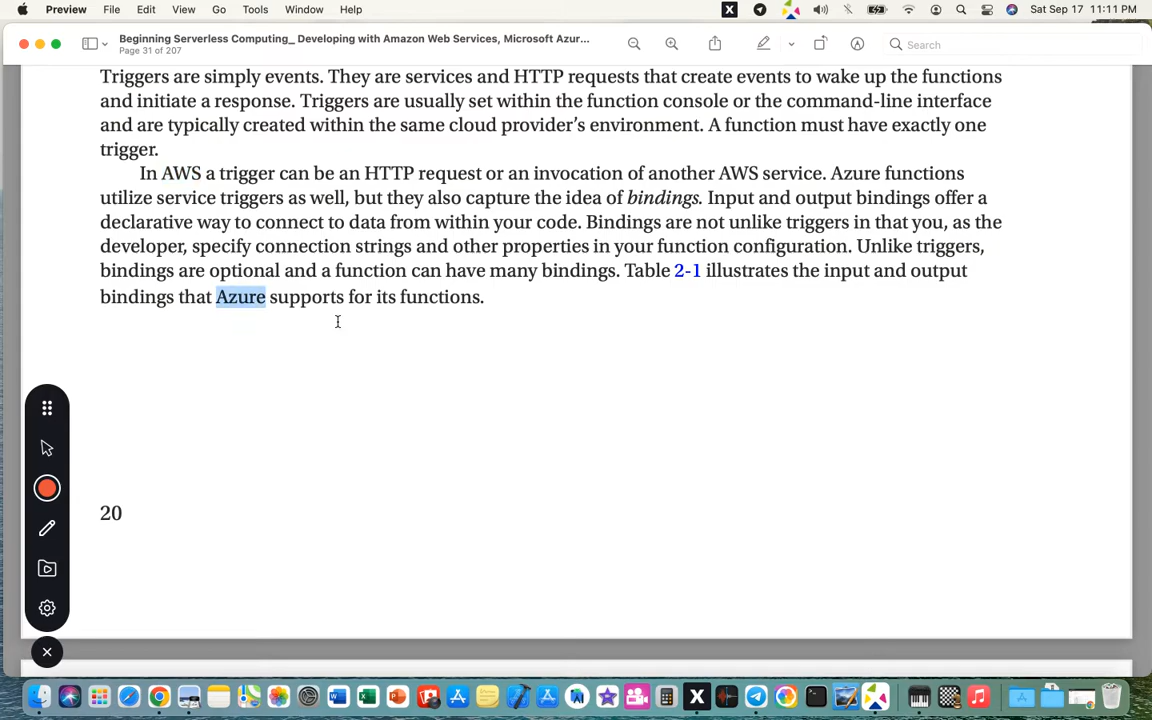 Preview File Edit View Go Tools Window Help Sat Sep 17 11:11 PM
Beginning Serverless Computing_ Developing with Amazon Web Services, Microsoft Azur...
Page 31 of 207
Search
Triggers are simply events. They are services and HTTP requests that create events to wake up the functions
and initiate a response. Triggers are usually set within the function console or the command-line interface
and are typically created within the same cloud provider’s environment. A function must have exactly one
trigger.
In AWS a trigger can be an HTTP request or an invocation of another AWS service. Azure functions
utilize service triggers as well, but they also capture the idea of bindings. Input and output bindings offer a
declarative way to connect to data from within your code. Bindings are not unlike triggers in that you, as the
developer, specify connection strings and other properties in your function configuration. Unlike triggers,
bindings are optional and a function can have many bindings. Table 2-1 illustrates the input and output
bindings that Azure supports for its functions.
20